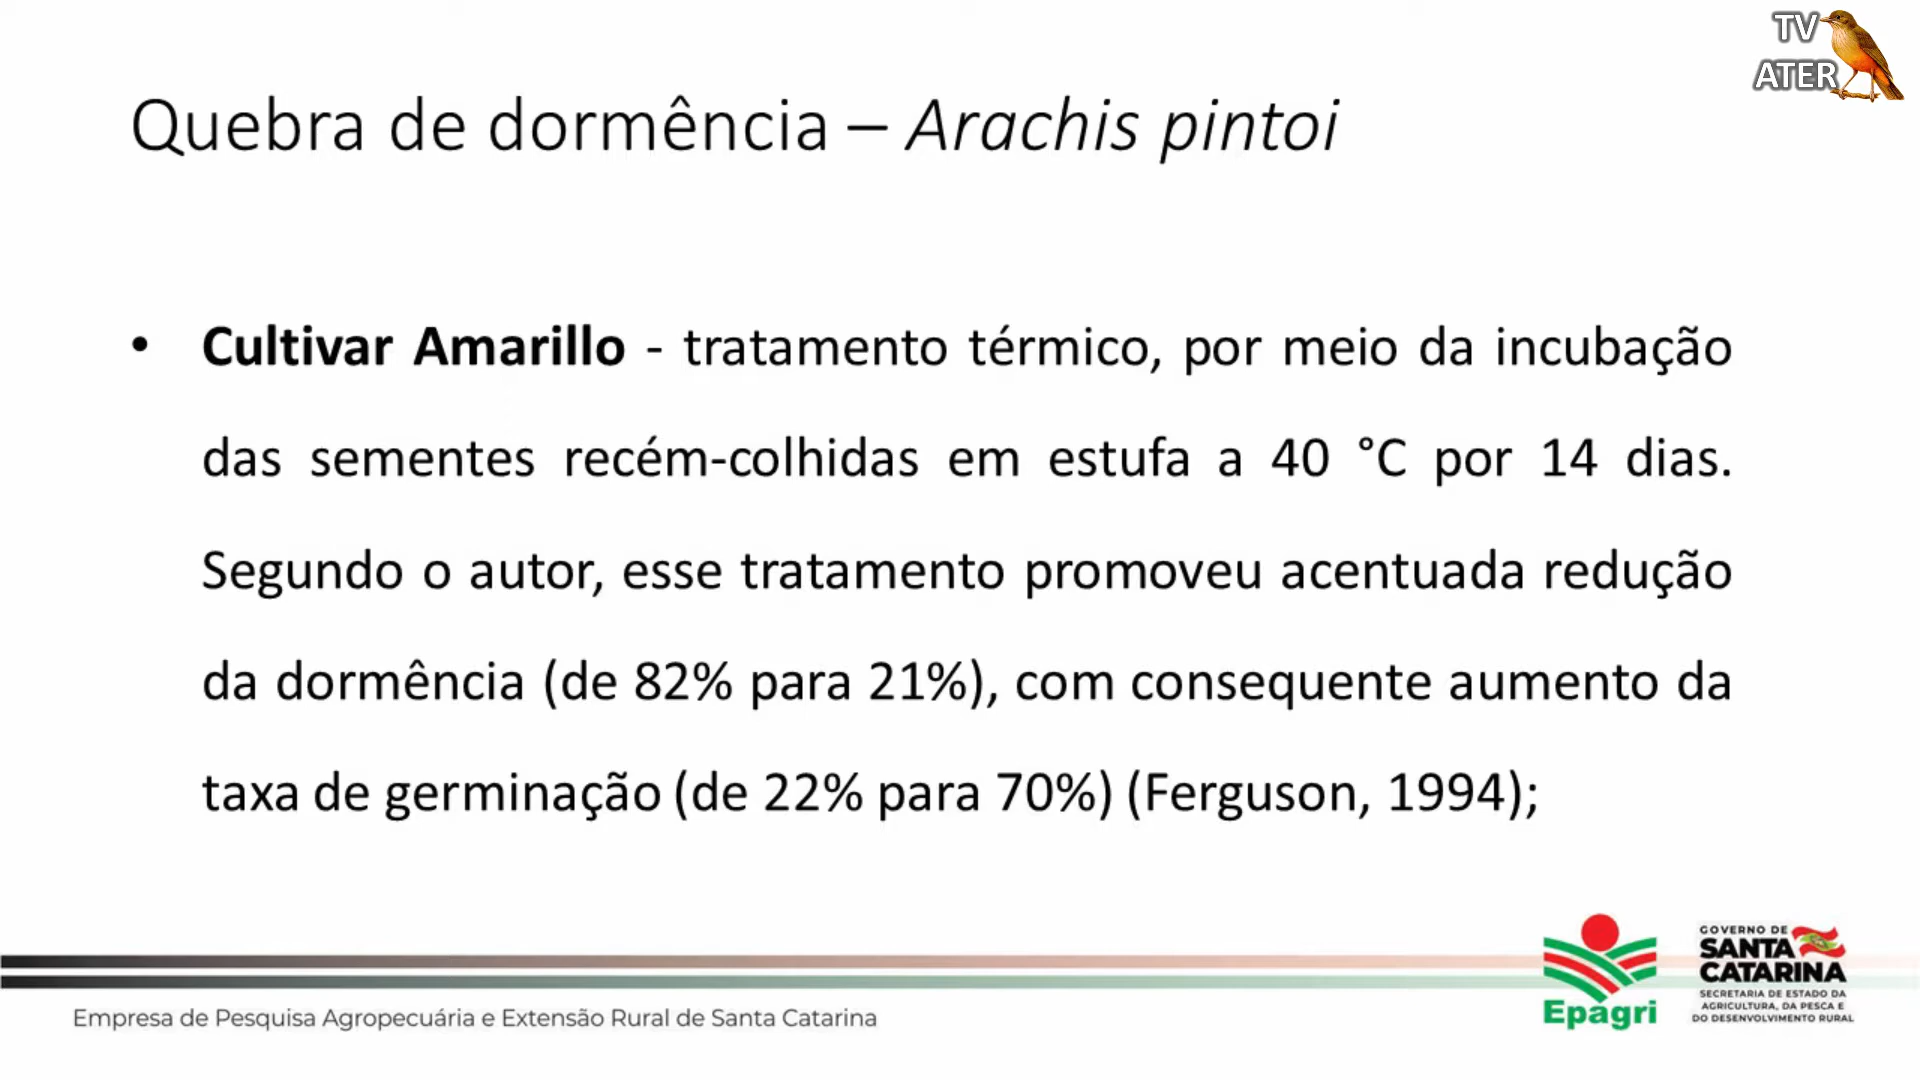 TV
ATER
Quebra de dormência – Arachis pintoi
• Cultivar Amarillo - tratamento térmico, por meio da incubação
das sementes recém-colhidas em estufa a 40 °C por 14 dias.
Segundo o autor, esse tratamento promoveu acentuada redução
da dormência (de 82% para 21%), com consequente aumento da
taxa de germinação (de 22% para 70%) (Ferguson, 1994);
Empresa de Pesquisa Agropecuária e Extensão Rural de Santa Catarina
Epagri
GOVERNO DE
SANTA
CATARINA
SECRETARIA DE ESTADO DA
AGRICULTURA, DA PESCA E
DO DESENVOLVIMENTO RURAL